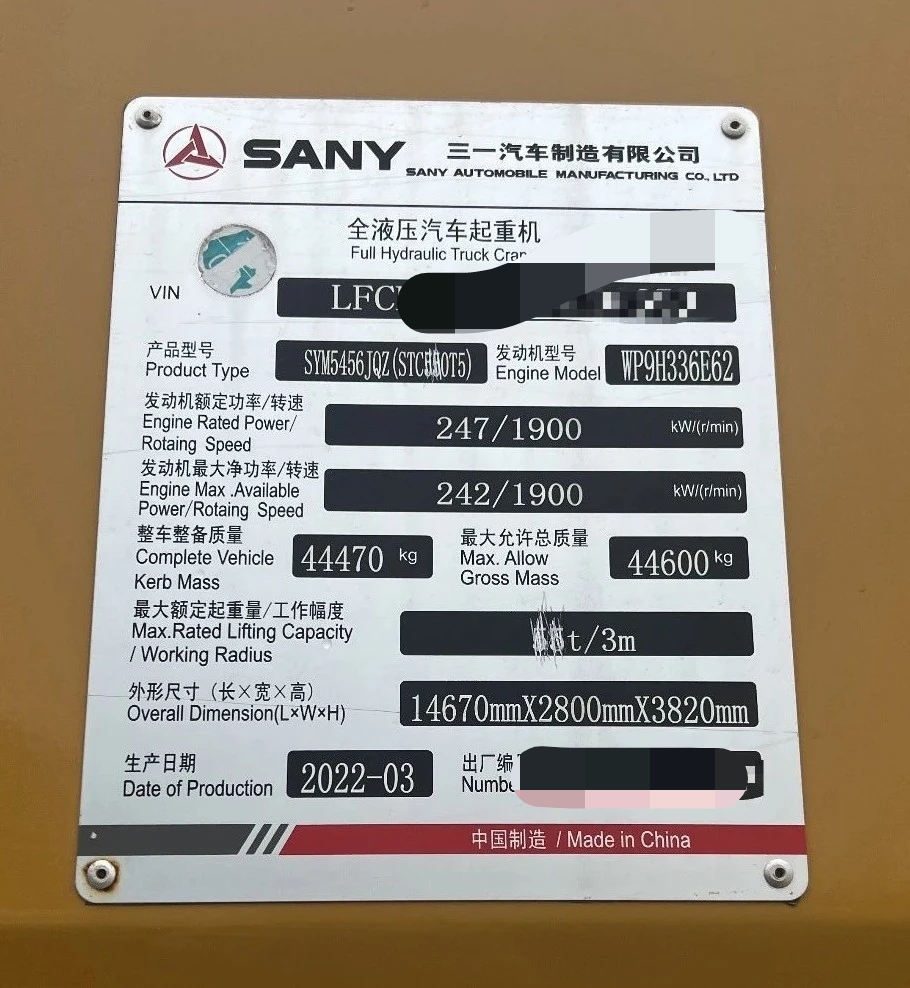 SANY
三一汽车制造有限公司
SANY AUTOMOBILE MANUFACTURING CO., LTD
全液压汽车起重机
Full Hydraulic Truck
VIN LFC
产品型号
Product Type
SYM5456JQZ
发动机型号
Engine Model
WP9H336E62
发动机额定功率/转速
Engine Rated Power/
Rotaing Speed
247/1900 kW/(r/min)
发动机最大净功率/转速
Engine Max .Available
Power/Rotaing Speed
242/1900 kW/(r/min)
整车整备质量
Complete Vehicle
Kerb Mass
44470 kg
最大允许总质量
Max. Allow
Gross Mass
44600 kg
最大额定起重量/工作幅度
Max.Rated Lifting Capacity
/ Working Radius
t/3m
外形尺寸（长×宽×高）
Overall Dimension(L×W×H)
14670mmX2800mmX3820mm
生产日期
Date of Production
2022-03
出厂编
中国制造 / Made in China